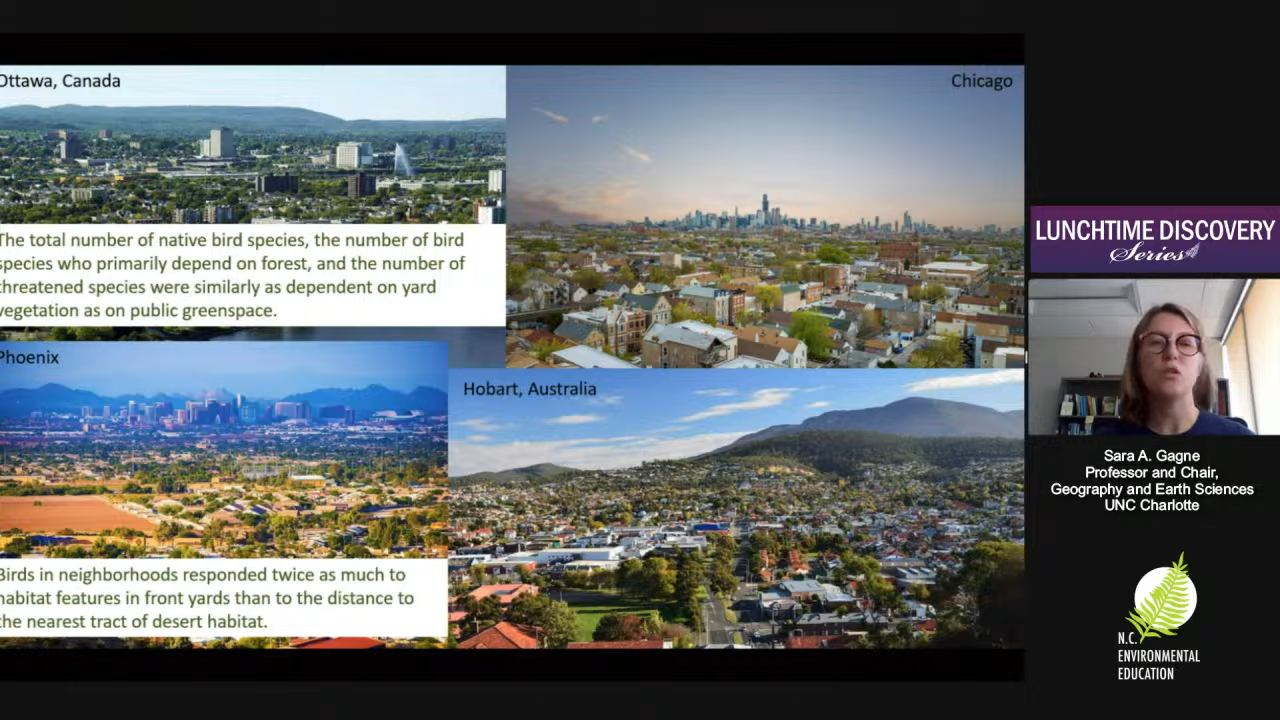 Ottawa, Canada
Chicago
The total number of native bird species, the number of bird
species who primarily depend on forest, and the number of
threatened species were similarly as dependent on yard
vegetation as on public greenspace.
Phoenix
Hobart, Australia
Birds in neighborhoods responded twice as much to
habitat features in front yards than to the distance to
the nearest tract of desert habitat.
LUNCHTIME DISCOVERY
Series
Sara A. Gagne
Professor and Chair,
Geography and Earth Sciences
UNC Charlotte
N.C.
ENVIRONMENTAL
EDUCATION